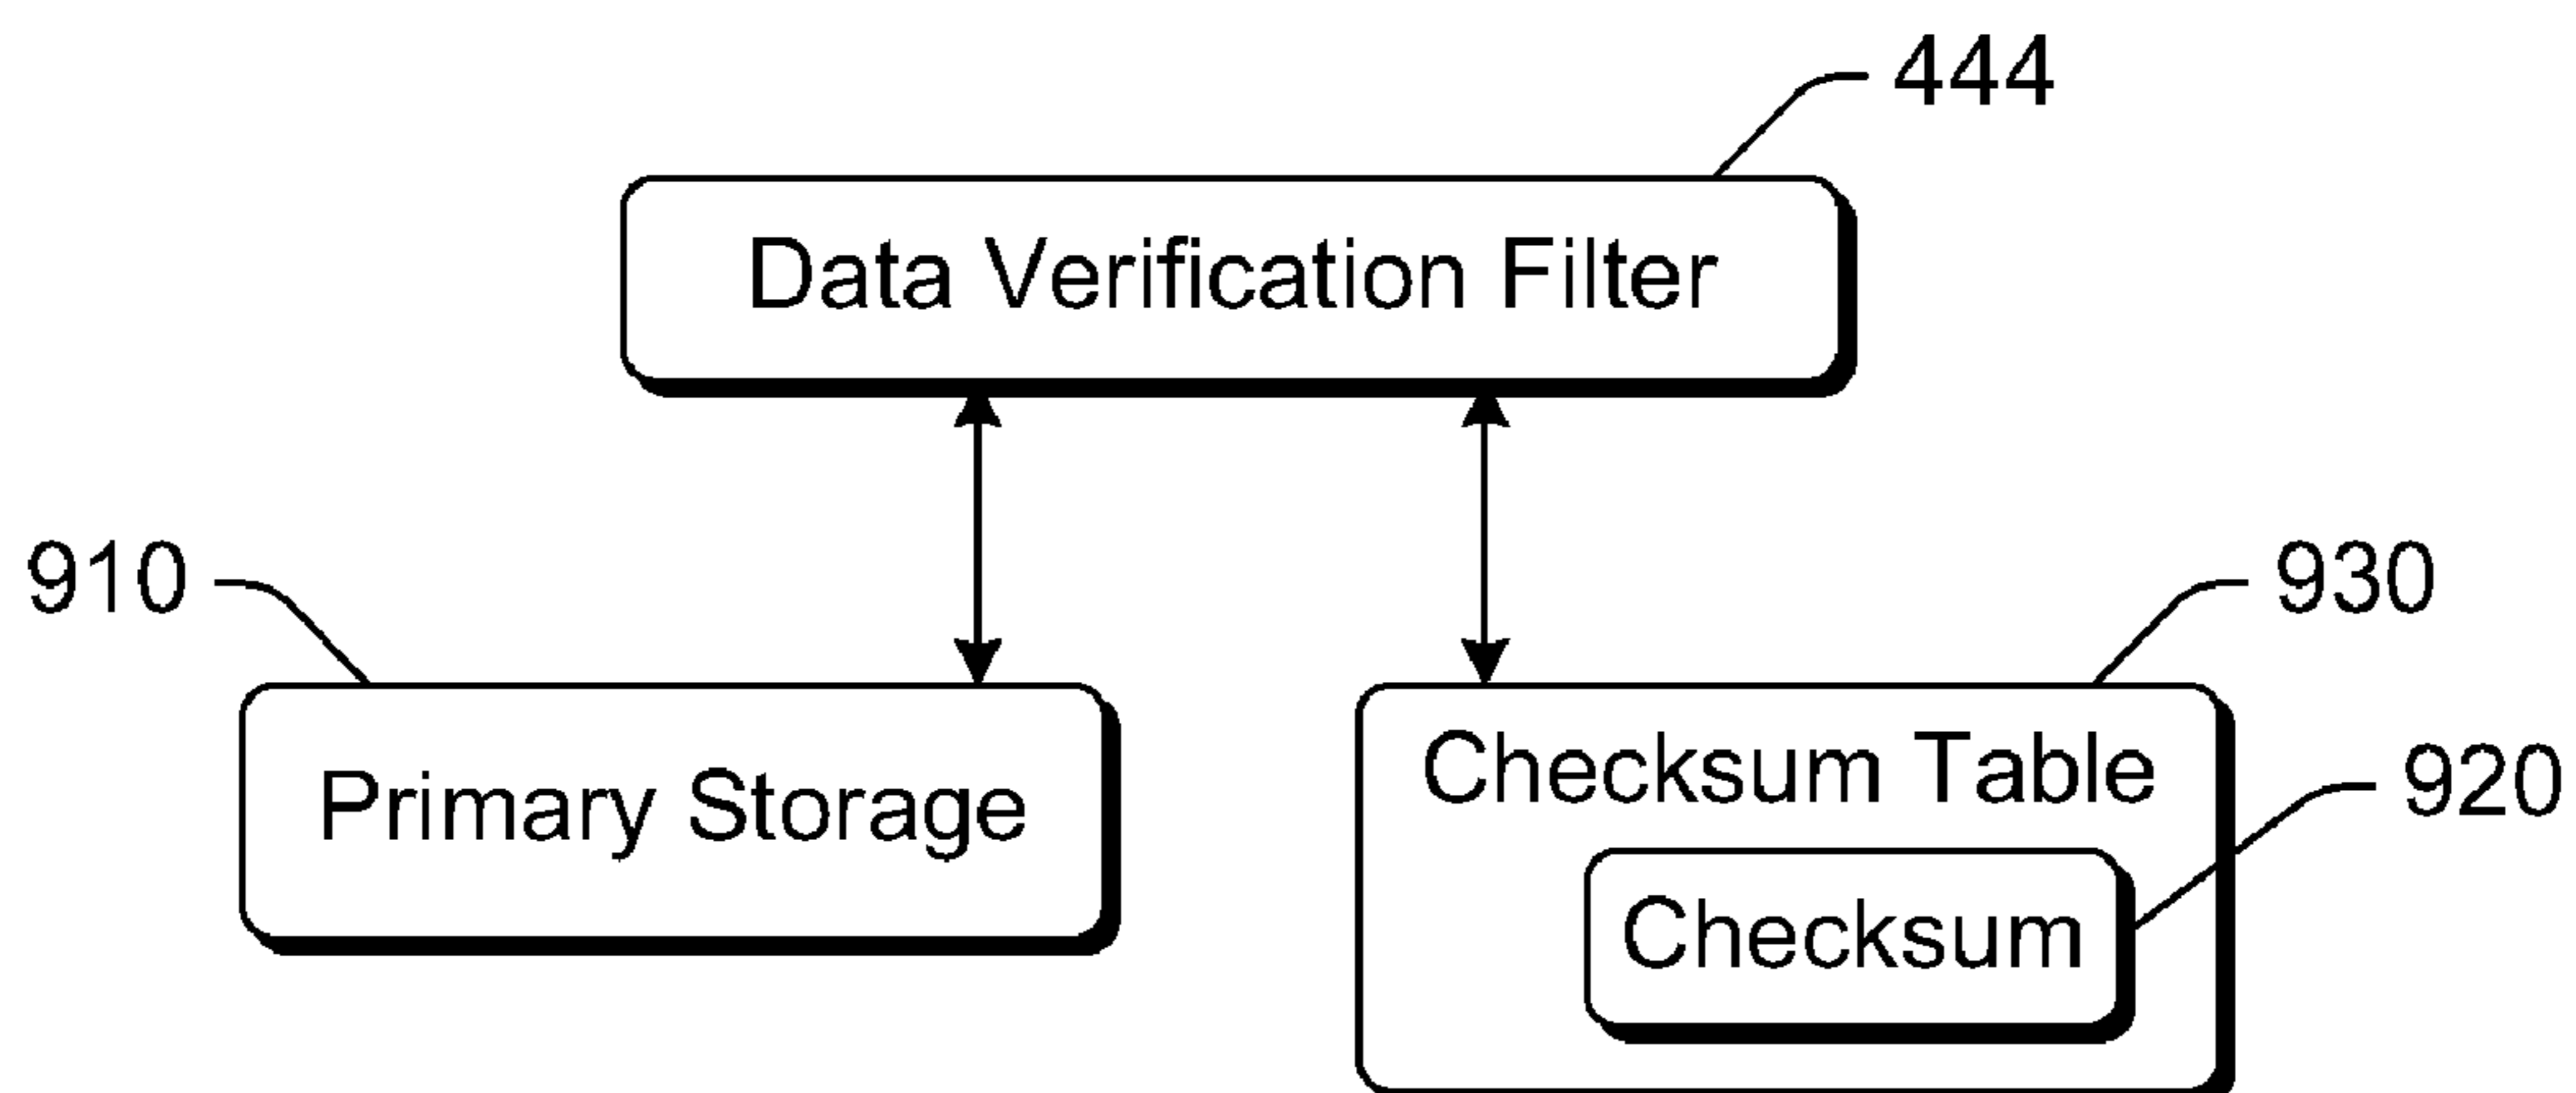 444
Data Verification Filter
910
930
Primary Storage
Checksum Table
920
Checksum